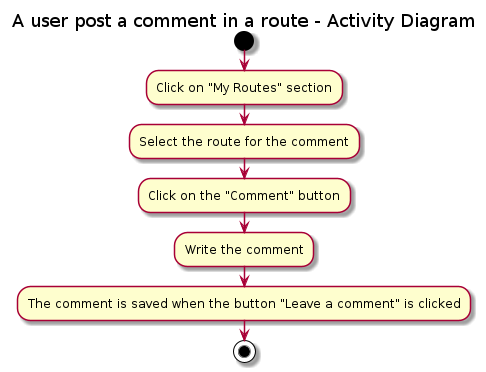 A user post a comment in a route - Activity Diagram
Click on "My Routes" section
Select the route for the comment
Click on the "Comment" button
Write the comment
The comment is saved when the button "Leave a comment" is clicked